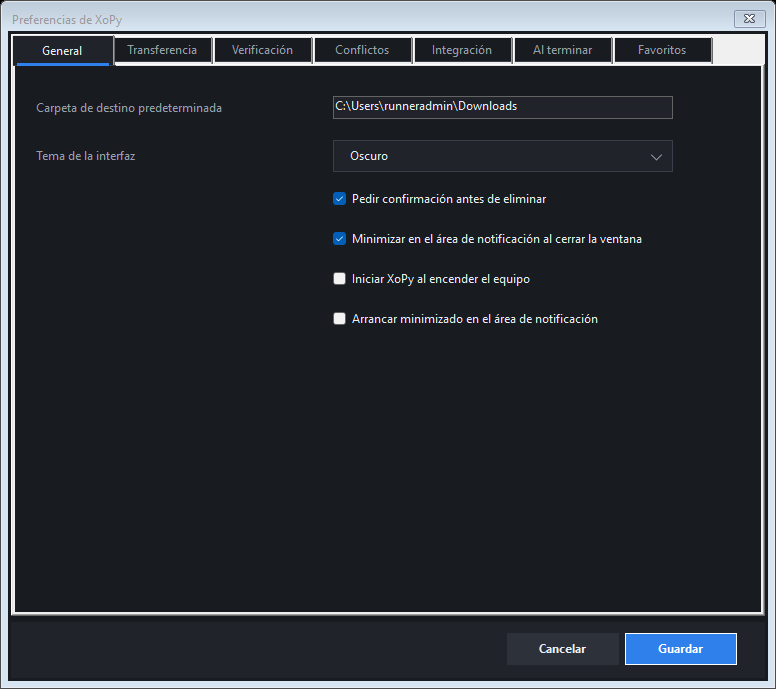 Preferencias de XoPy
General
Transferencia
Verificación
Conflictos
Integración
Al terminar
Favoritos
Carpeta de destino predeterminada
C:\Users\runneradmin\Downloads
Tema de la interfaz
Oscuro
Pedir confirmación antes de eliminar
Minimizar en el área de notificación al cerrar la ventana
Iniciar XoPy al encender el equipo
Arrancar minimizado en el área de notificación
Cancelar
Guardar